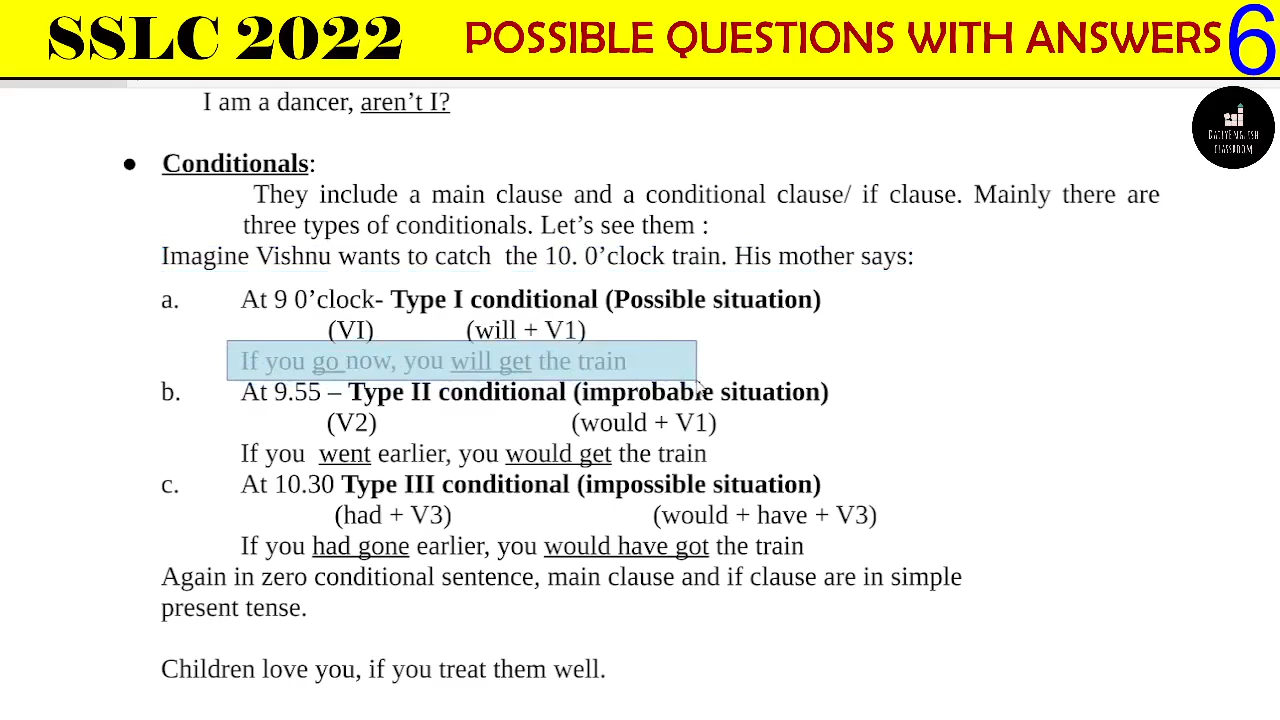 SSLC 2022 POSSIBLE QUESTIONS WITH ANSWERS 6
DAILYENGLISH
CLASSROOM
I am a dancer, aren't I?
● Conditionals:
They include a main clause and a conditional clause/ if clause. Mainly there are
three types of conditionals. Let's see them :
Imagine Vishnu wants to catch the 10. 0'clock train. His mother says:
a. At 9 0'clock- Type I conditional (Possible situation)
(VI) (will + V1)
If you go now, you will get the train
b. At 9.55 – Type II conditional (improbable situation)
(V2) (would + V1)
If you went earlier, you would get the train
c. At 10.30 Type III conditional (impossible situation)
(had + V3) (would + have + V3)
If you had gone earlier, you would have got the train
Again in zero conditional sentence, main clause and if clause are in simple
present tense.
Children love you, if you treat them well.